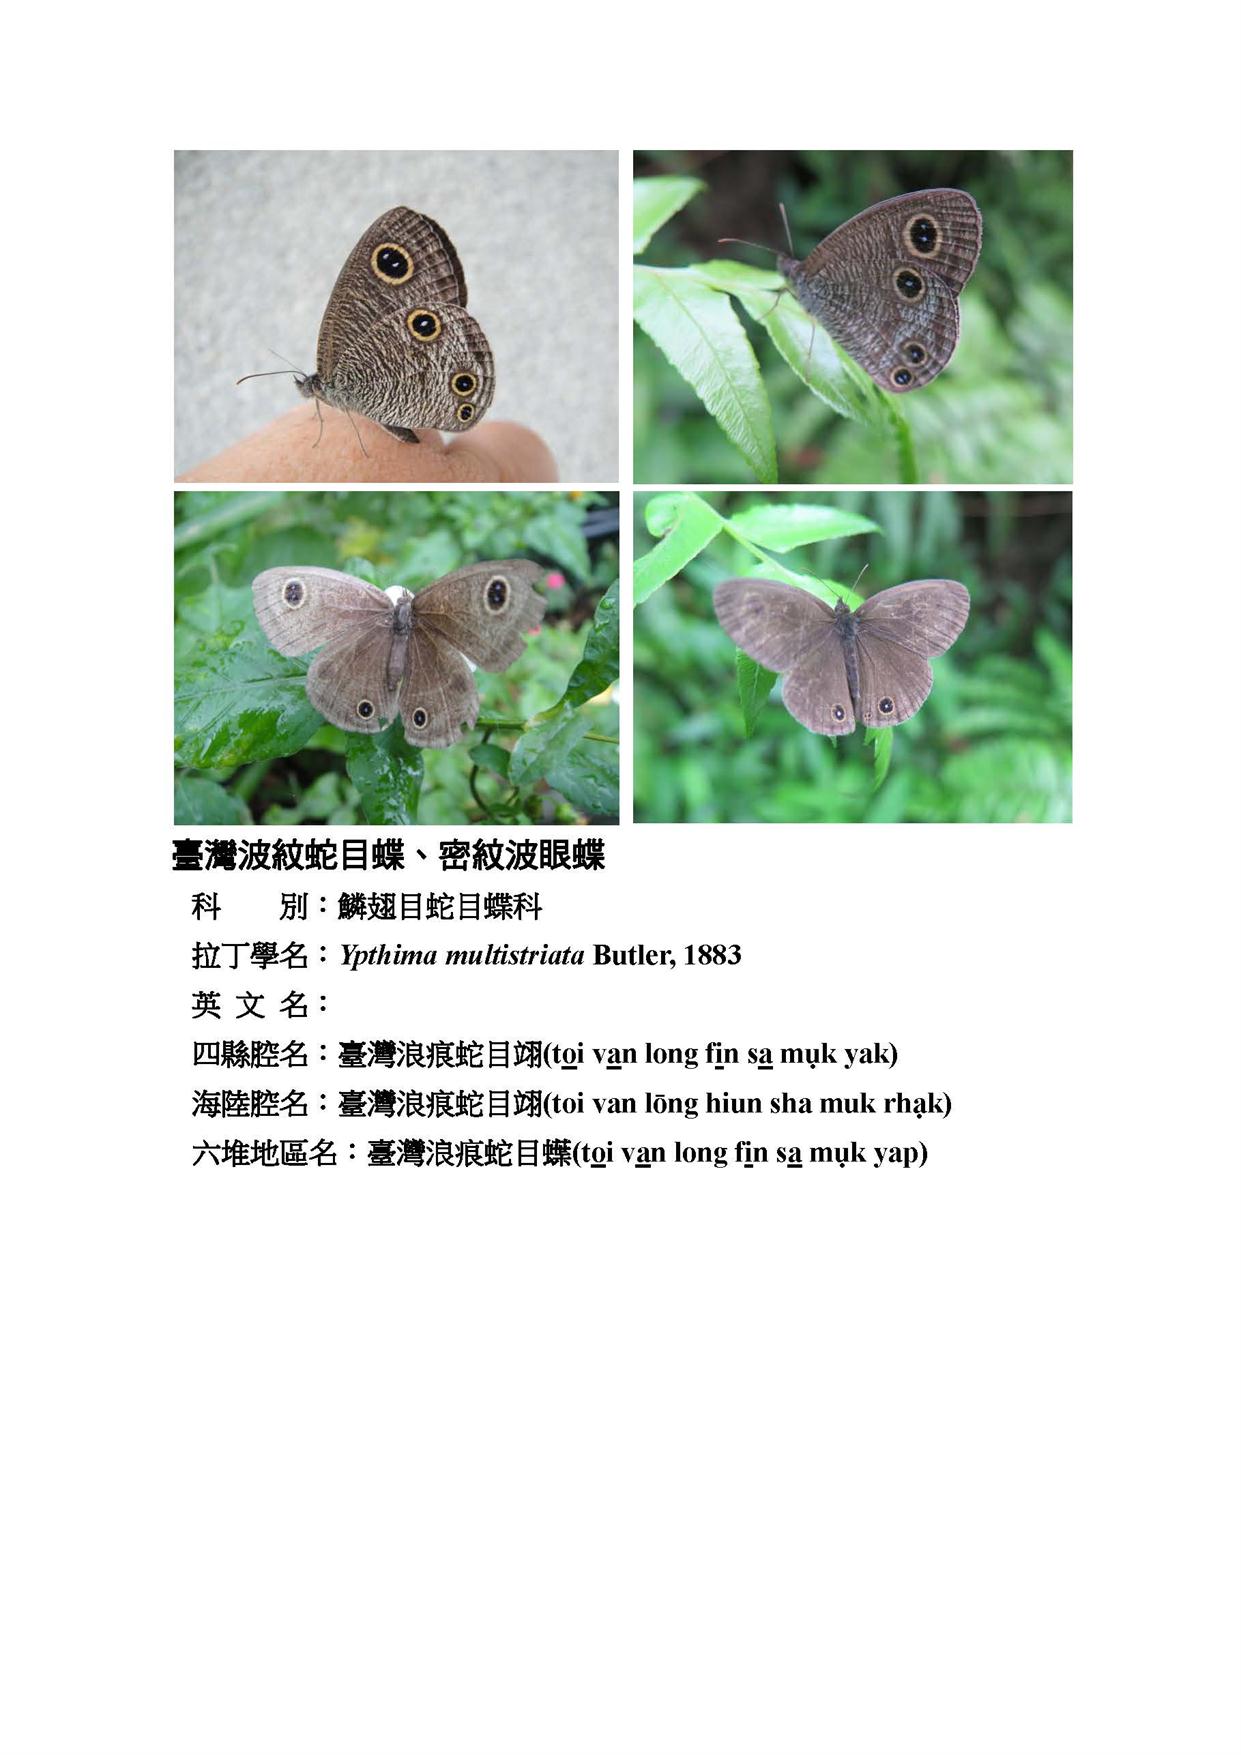 臺灣波紋蛇目蝶、密紋波眼蝶
科　　別：鱗翅目蛇目蝶科
拉丁學名：Ypthima multistriata Butler, 1883
英 文 名：
四縣腔名：臺灣浪痕蛇目翊(to̲i va̲n long fi̲n sa̲ mụk yak)
海陸腔名：臺灣浪痕蛇目翊(toi van lōng hiun sha muk rhạk)
六堆地區名：臺灣浪痕蛇目蠂(to̲i va̲n long fi̲n sa̲ mụk yap)